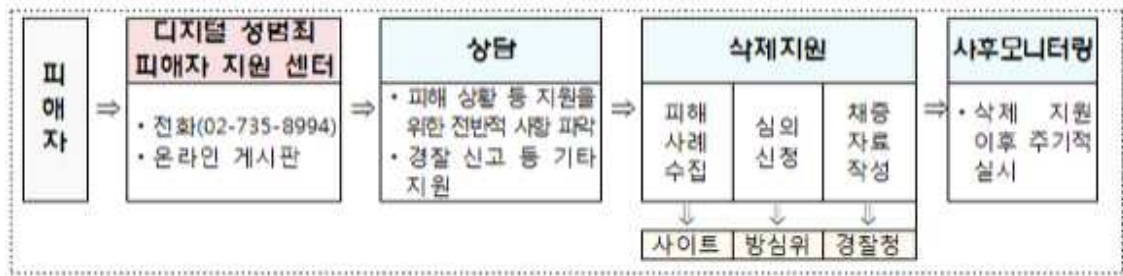 피
해
자
⇒
디지털 성범죄
피해자 지원 센터
• 전화(02-735-8994)
• 온라인 게시판
⇒
상담
• 피해 상황 등 지원을
위한 전반적 사항 파악
• 경찰 신고 등 기타
지원
⇒
삭제지원
피해
사례
수집
심의
신청
채증
자료
작성
⇓ ⇓ ⇓
사이트 방심위 경찰청
⇒
사후모니터링
• 삭제 지원
이후 주기적
실시